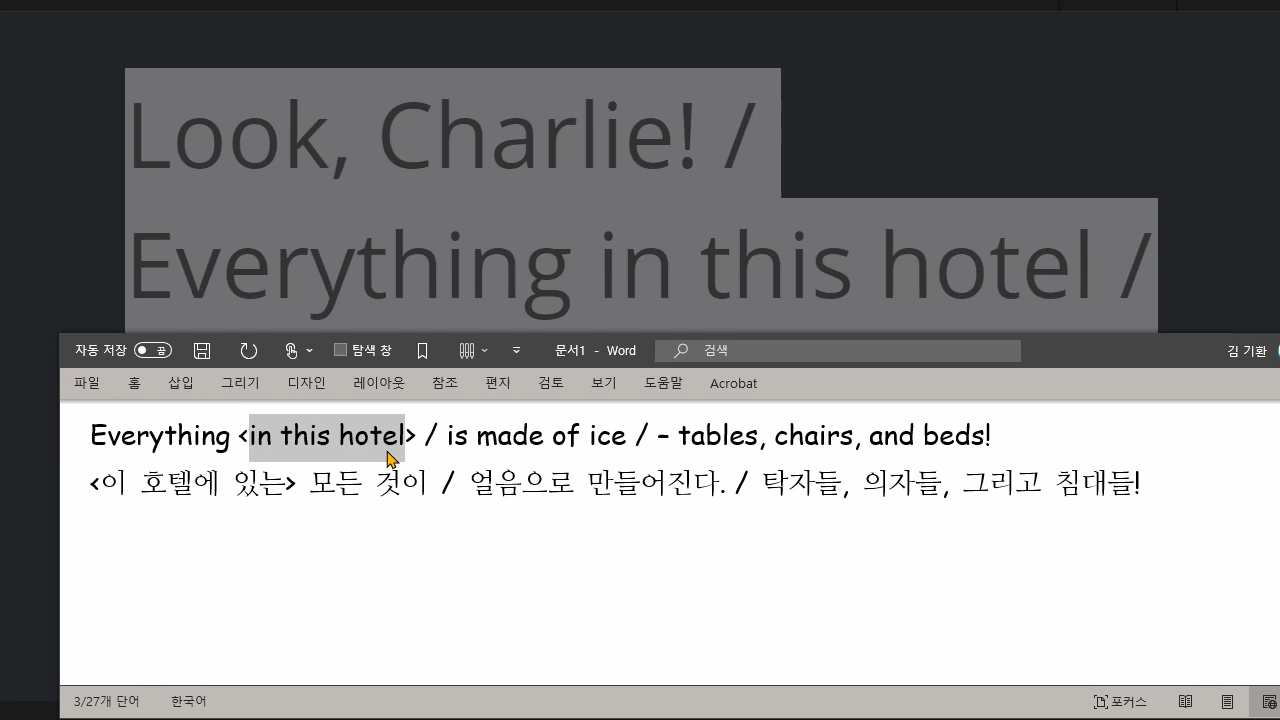 Look, Charlie! /
Everything in this hotel /
자동 저장 끔 탐색 창 문서1 - Word 검색 김 기환
파일 홈 삽입 그리기 디자인 레이아웃 참조 편지 검토 보기 도움말 Acrobat
Everything <in this hotel> / is made of ice / – tables, chairs, and beds!
<이 호텔에 있는> 모든 것이 / 얼음으로 만들어진다. / 탁자들, 의자들, 그리고 침대들!
3/27개 단어 한국어 포커스